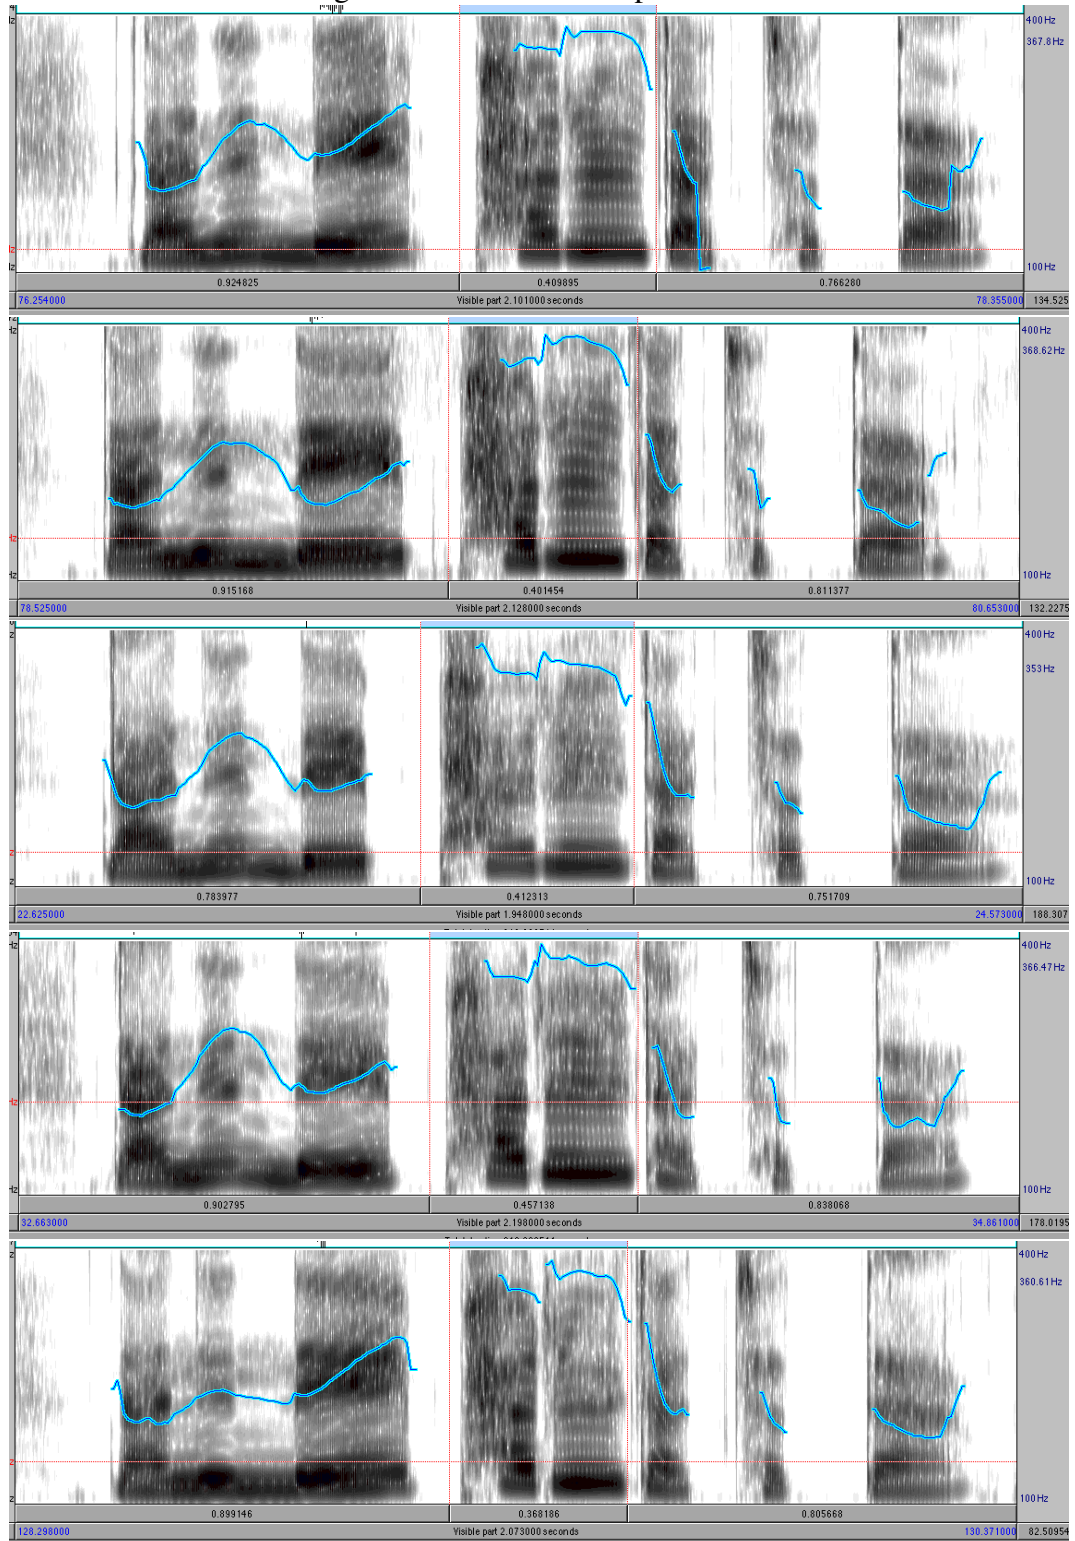 400Hz
367.8Hz
100Hz
0.924825 0.409895 0.766280
76.254000 Visible part 2.101000 seconds 78.355000 134.525
400Hz
368.62Hz
100Hz
0.915168 0.401454 0.811377
78.525000 Visible part 2.128000 seconds 80.653000 132.2275
400Hz
353Hz
100Hz
0.783977 0.412313 0.751709
22.625000 Visible part 1.948000 seconds 24.573000 188.307
400Hz
366.47Hz
100Hz
0.902795 0.457138 0.838068
32.663000 Visible part 2.198000 seconds 34.861000 178.0195
400Hz
360.61Hz
100Hz
0.899146 0.368186 0.805668
128.298000 Visible part 2.073000 seconds 130.371000 82.50954